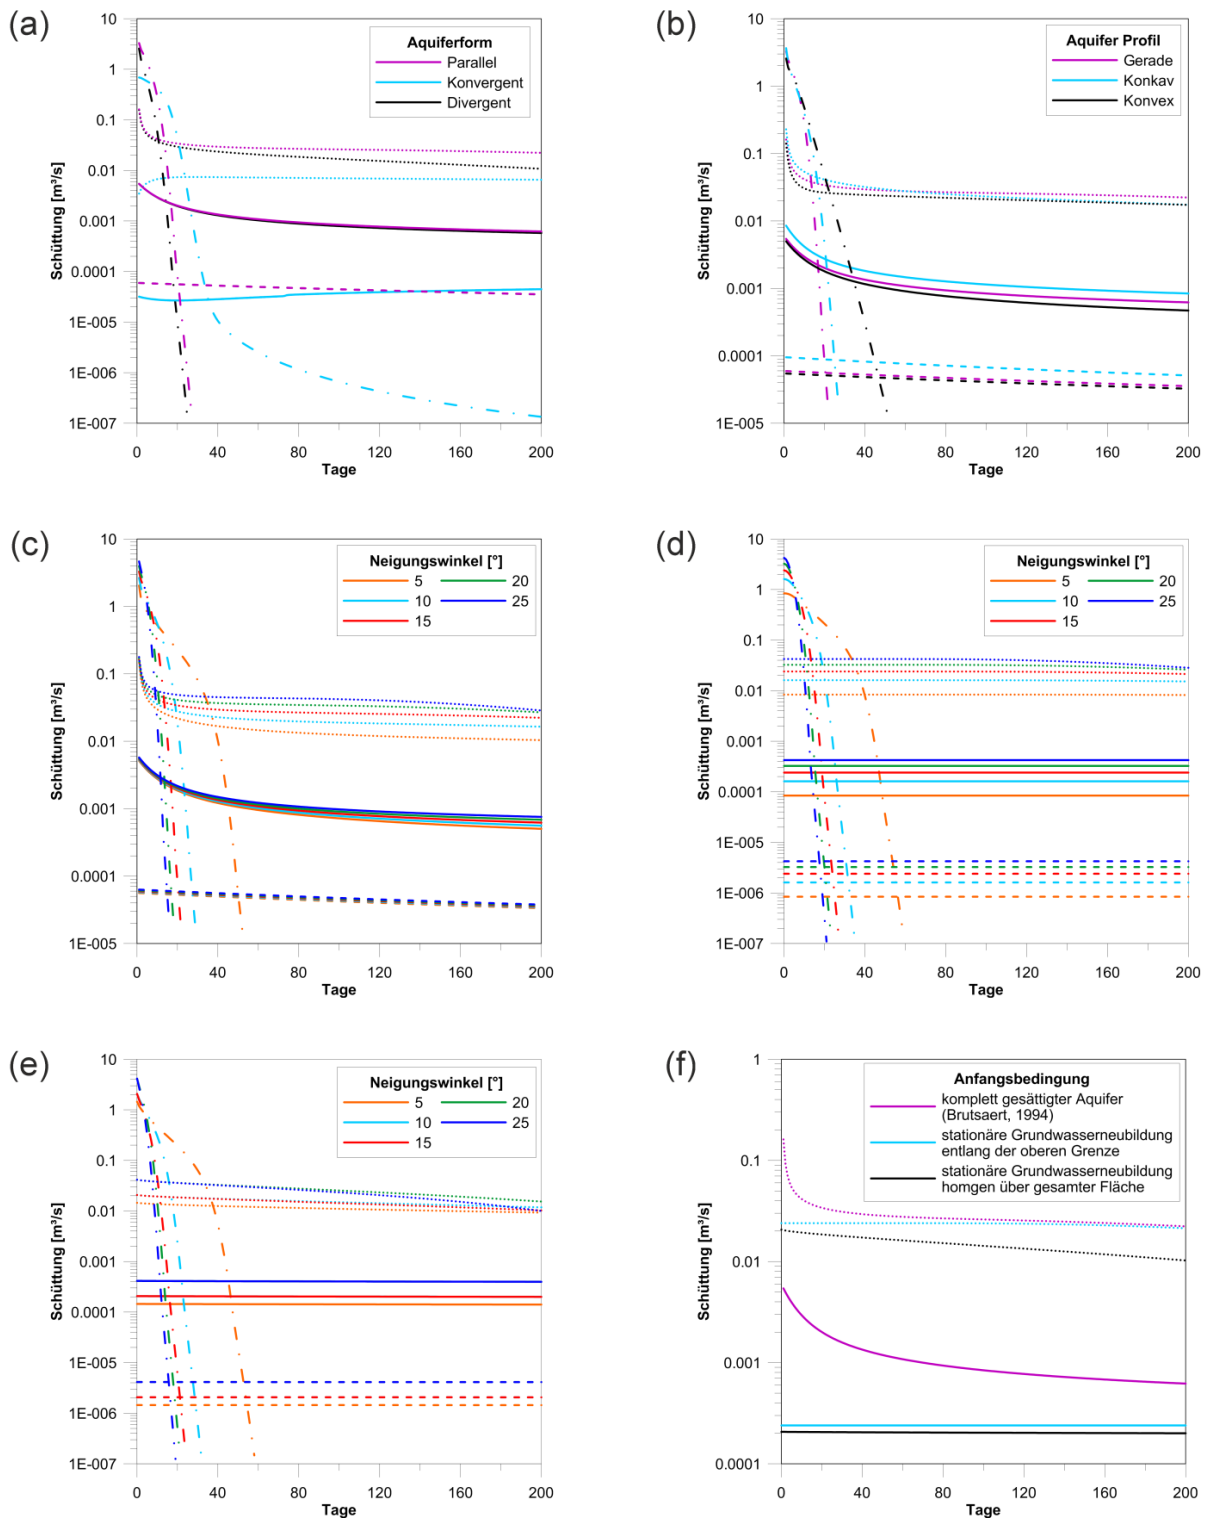 (a)
10
1
0.1
0.01
0.001
0.0001
1E-005
1E-006
1E-007
Schüttung [m³/s]
Aquiferform
Parallel
Konvergent
Divergent
0 40 80 120 160 200
Tage
(b)
10
1
0.1
0.01
0.001
0.0001
1E-005
Schüttung [m³/s]
Aquifer Profil
Gerade
Konkav
Konvex
0 40 80 120 160 200
Tage
(c)
10
1
0.1
0.01
0.001
0.0001
1E-005
Schüttung [m³/s]
Neigungswinkel [°]
5 20
10 25
15
0 40 80 120 160 200
Tage
(d)
10
1
0.1
0.01
0.001
0.0001
1E-005
1E-006
1E-007
Schüttung [m³/s]
Neigungswinkel [°]
5 20
10 25
15
0 40 80 120 160 200
Tage
(e)
10
1
0.1
0.01
0.001
0.0001
1E-005
1E-006
1E-007
Schüttung [m³/s]
Neigungswinkel [°]
5 20
10 25
15
0 40 80 120 160 200
Tage
(f)
1
0.1
0.01
0.001
0.0001
Schüttung [m³/s]
Anfangsbedingung
komplett gesättigter Aquifer
(Brutsaert, 1994)
stationäre Grundwasserneubildung
entlang der oberen Grenze
stationäre Grundwasserneubildung
homgen über gesamter Fläche
0 40 80 120 160 200
Tage